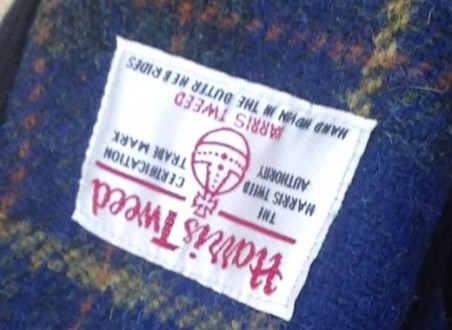 Harris Tweed
THE
HARRIS TWEED
AUTHORITY
CERTIFICATION
TRADE MARK
HARRIS TWEED
HAND WOVEN IN THE OUTER HEBRIDES